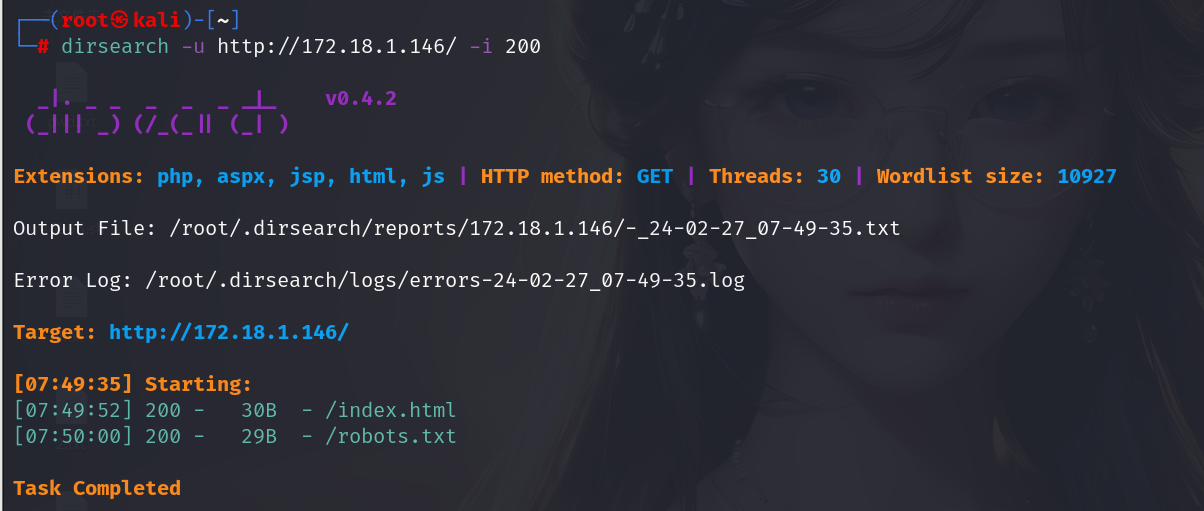 ┌──(root㉿kali)-[~]
└─# dirsearch -u http://172.18.1.146/ -i 200
_|. _ _  _  _  _ _|_    v0.4.2
(_||| _) (/_(_|| (_| )
Extensions: php, aspx, jsp, html, js | HTTP method: GET | Threads: 30 | Wordlist size: 10927
Output File: /root/.dirsearch/reports/172.18.1.146/-_24-02-27_07-49-35.txt
Error Log: /root/.dirsearch/logs/errors-24-02-27_07-49-35.log
Target: http://172.18.1.146/
[07:49:35] Starting:
[07:49:52] 200 -   30B  - /index.html
[07:50:00] 200 -   29B  - /robots.txt
Task Completed